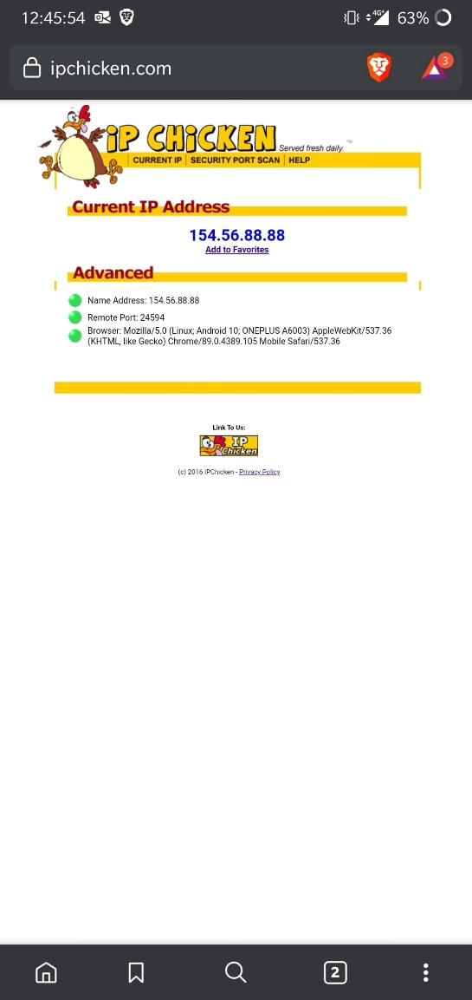 12:45:54
4G+
63%
ipchicken.com
3
iP CHiCKEN
Served fresh daily.
™
CURRENT IP | SECURITY PORT SCAN | HELP
Current IP Address
154.56.88.88
Add to Favorites
Advanced
Name Address: 154.56.88.88
Remote Port: 24594
Browser: Mozilla/5.0 (Linux; Android 10; ONEPLUS A6003) AppleWebKit/537.36
(KHTML, like Gecko) Chrome/89.0.4389.105 Mobile Safari/537.36
Link To Us:
IP
Chicken
(c) 2016 IPChicken - Privacy Policy
2